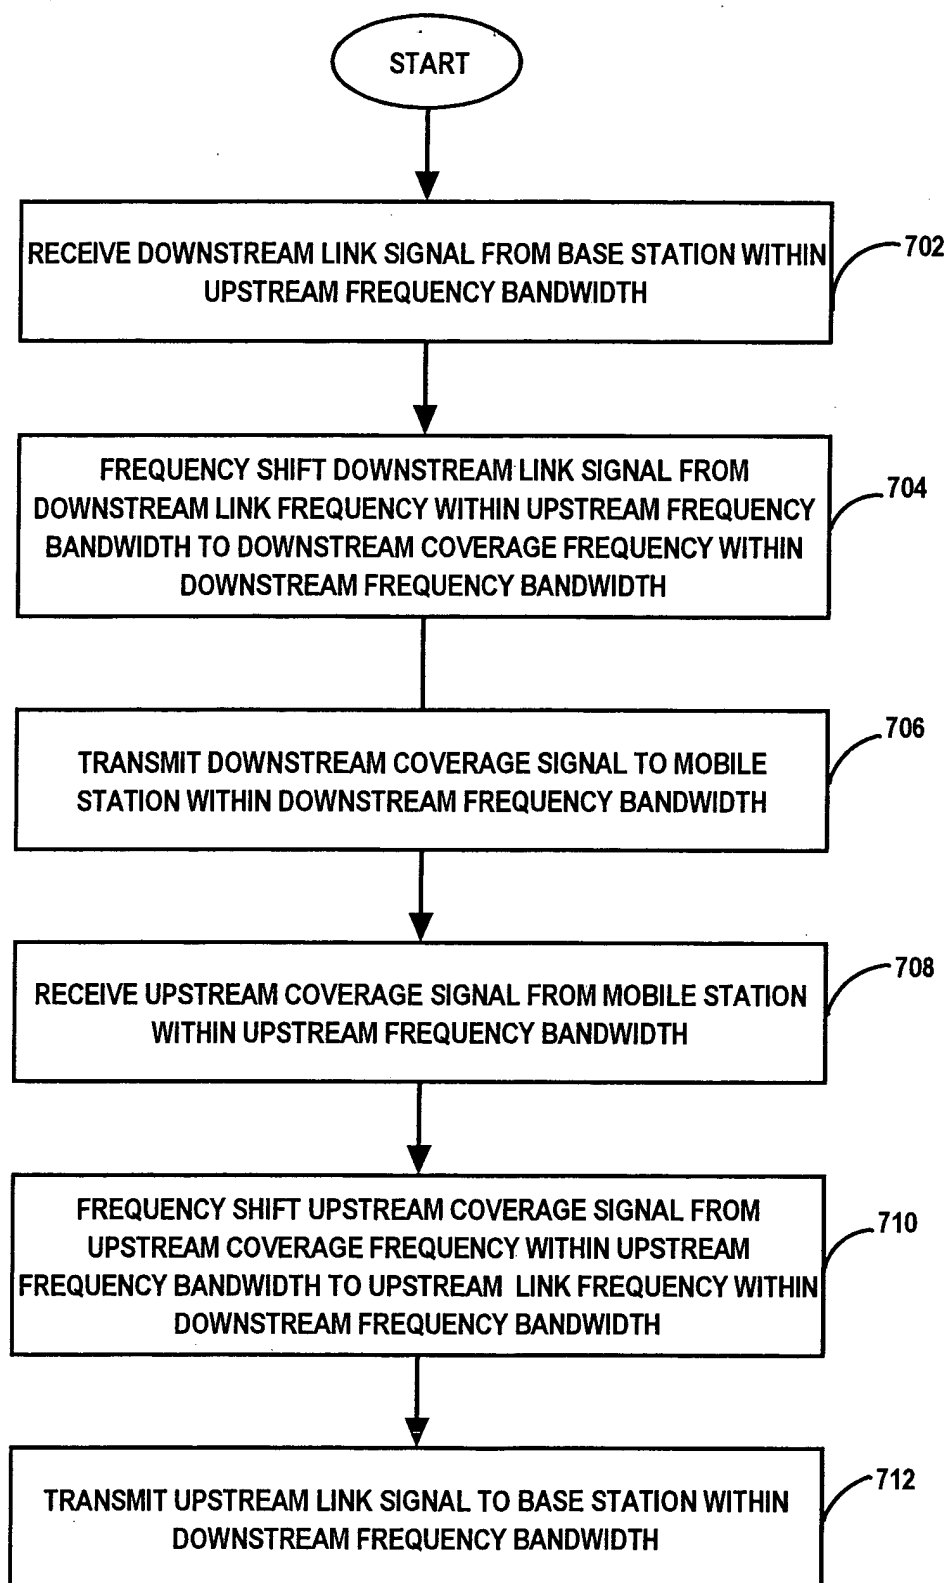 START
RECEIVE DOWNSTREAM LINK SIGNAL FROM BASE STATION WITHIN
UPSTREAM FREQUENCY BANDWIDTH
702
FREQUENCY SHIFT DOWNSTREAM LINK SIGNAL FROM
DOWNSTREAM LINK FREQUENCY WITHIN UPSTREAM FREQUENCY
BANDWIDTH TO DOWNSTREAM COVERAGE FREQUENCY WITHIN
DOWNSTREAM FREQUENCY BANDWIDTH
704
TRANSMIT DOWNSTREAM COVERAGE SIGNAL TO MOBILE
STATION WITHIN DOWNSTREAM FREQUENCY BANDWIDTH
706
RECEIVE UPSTREAM COVERAGE SIGNAL FROM MOBILE STATION
WITHIN UPSTREAM FREQUENCY BANDWIDTH
708
FREQUENCY SHIFT UPSTREAM COVERAGE SIGNAL FROM
UPSTREAM COVERAGE FREQUENCY WITHIN UPSTREAM
FREQUENCY BANDWIDTH TO UPSTREAM LINK FREQUENCY WITHIN
DOWNSTREAM FREQUENCY BANDWIDTH
710
TRANSMIT UPSTREAM LINK SIGNAL TO BASE STATION WITHIN
DOWNSTREAM FREQUENCY BANDWIDTH
712